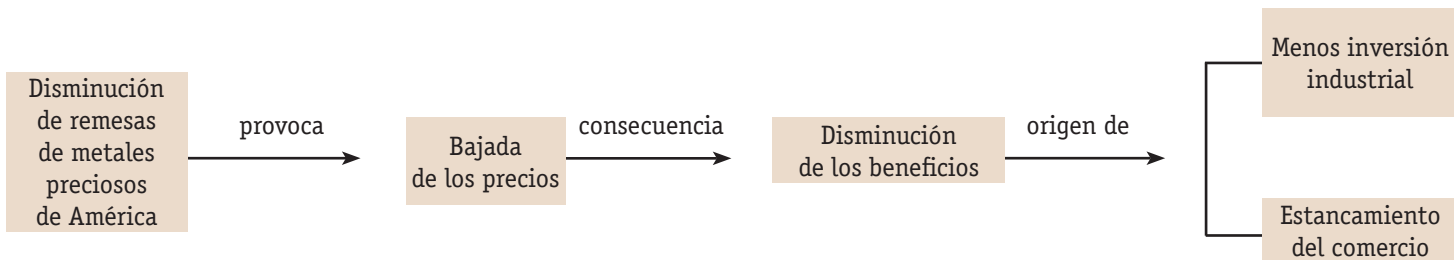 Disminución
de remesas
de metales
preciosos
de América
provoca
Bajada
de los precios
consecuencia
Disminución
de los beneficios
origen de
Menos inversión
industrial
Estancamiento
del comercio